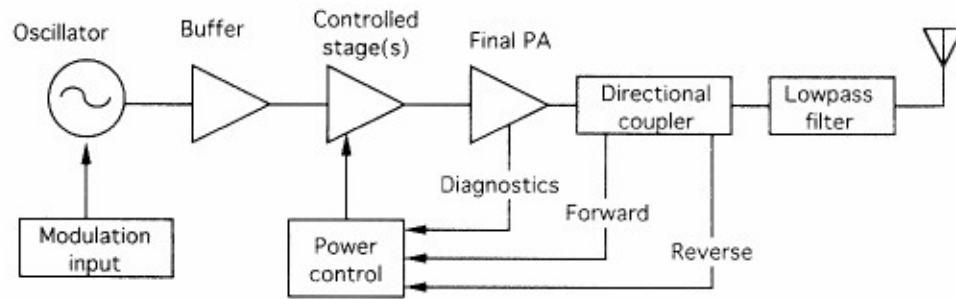 Oscillator
Buffer
Controlled
stage(s)
Final PA
Directional
coupler
Lowpass
filter
Diagnostics
Forward
Reverse
Modulation
input
Power
control